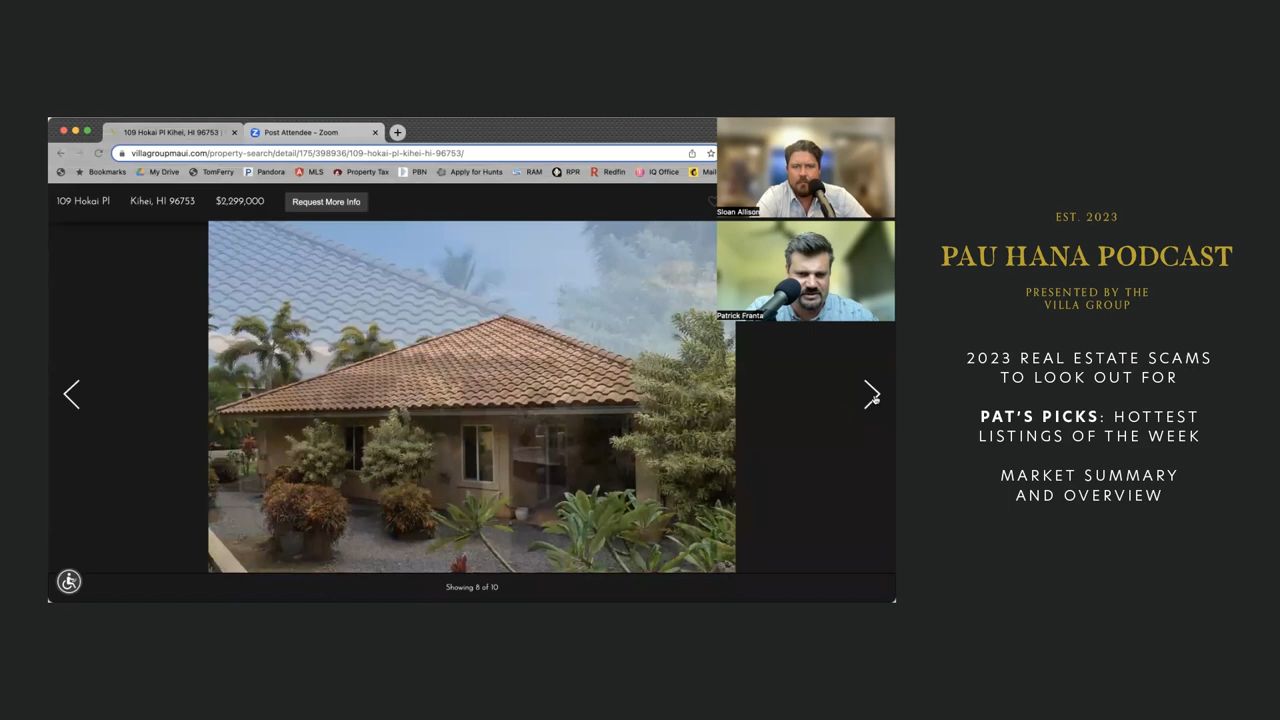 109 Hokai Pl Kihei, HI 96753 |
Post Attendee - Zoom
villagroupmaui.com/property-search/detail/175/398936/109-hokai-pl-kihei-hi-96753/
Bookmarks My Drive TomFerry Pandora MLS Property Tax PBN Apply for Hunts RAM RPR Redfin IQ Office Mail
109 Hokai Pl Kihei, HI 96753 $2,299,000 Request More Info
Sloan Allison
Patrick Franta
Showing 8 of 10
EST. 2023
PAU HANA PODCAST
PRESENTED BY THE
VILLA GROUP
2023 REAL ESTATE SCAMS
TO LOOK OUT FOR
PAT'S PICKS: HOTTEST
LISTINGS OF THE WEEK
MARKET SUMMARY
AND OVERVIEW